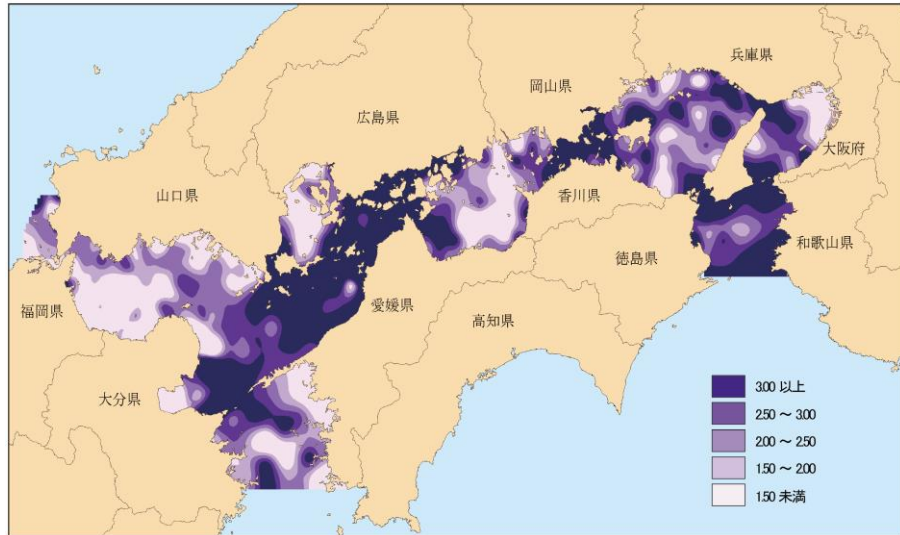 兵庫県
岡山県
広島県
大阪府
山口県
香川県
和歌山県
徳島県
福岡県
愛媛県
高知県
大分県
3.00 以上
2.50 ～ 3.00
2.00 ～ 2.50
1.50 ～ 2.00
1.50 未満